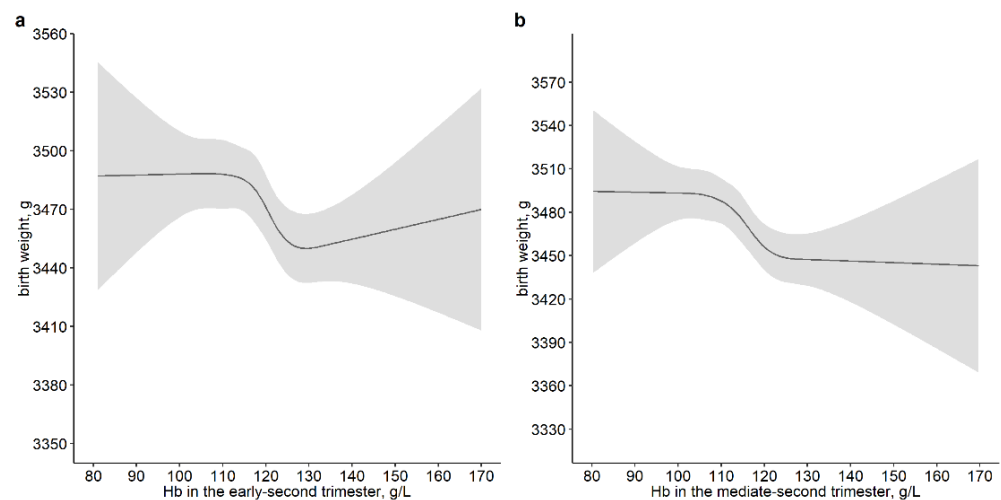 a
3560
3530
3500
3470
3440
3410
3380
3350
birth weight, g
80 90 100 110 120 130 140 150 160 170
Hb in the early-second trimester, g/L
b
3570
3540
3510
3480
3450
3420
3390
3360
3330
birth weight, g
80 90 100 110 120 130 140 150 160 170
Hb in the mediate-second trimester, g/L